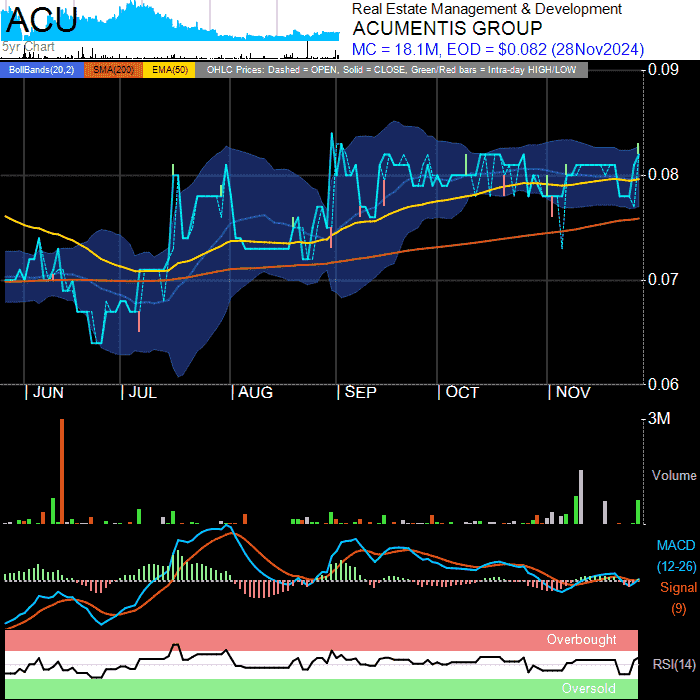 ACU
5yr Chart
Real Estate Management & Development
ACUMENTIS GROUP
MC = 18.1M, EOD = $0.082 (28Nov2024)
BollBands(20,2) SMA(200) EMA(50) OHLC Prices: Dashed = OPEN, Solid = CLOSE, Green/Red bars = Intra-day HIGH/LOW
0.09
0.08
0.07
0.06
JUN JUL AUG SEP OCT NOV
3M
Volume
MACD
(12-26)
Signal
(9)
Overbought
RSI(14)
Oversold